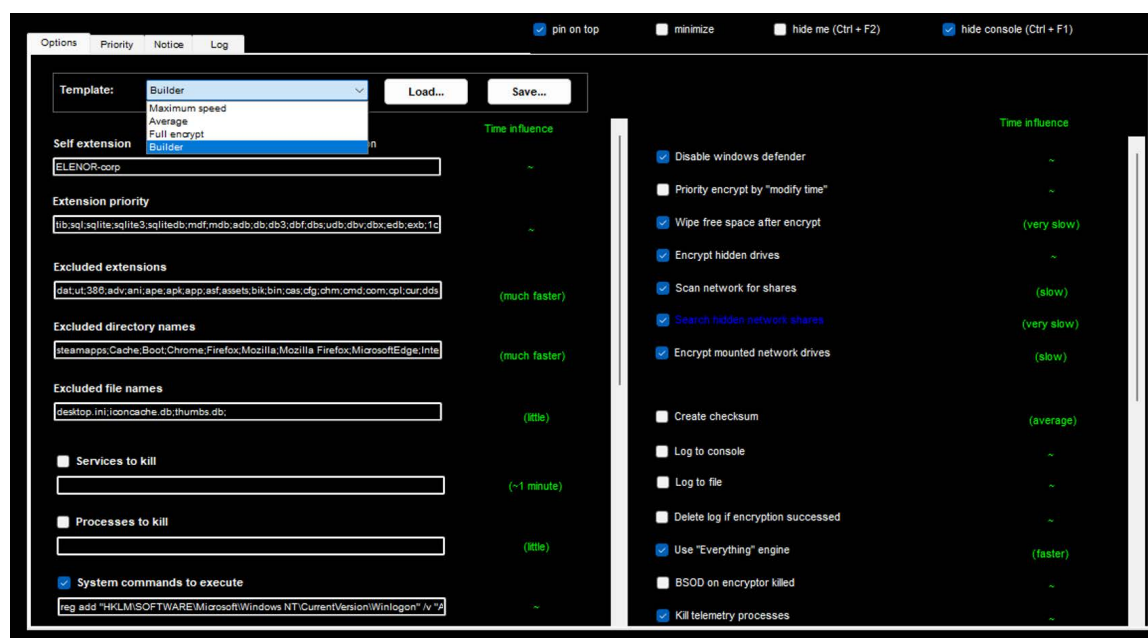 pin on top
minimize
hide me (Ctrl + F2)
hide console (Ctrl + F1)
Options
Priority
Notice
Log
Template:
Builder
Load...
Save...
Maximum speed
Average
Full encrypt
Builder
Time influence
Self extension
ELENOR-corp
~
Extension priority
tib;sql;sqlite;sqlite3;sqlitedb;mdf;mdb;adb;db;db3;dbf;dbs;udb;dbv;dbx;edb;exb;1c
~
Excluded extensions
dat;ut;386;adv;ani;ape;apk;app;asf;assets;bik;bin;cas;cfg;chm;cmd;com;cpl;cur;dds
(much faster)
Excluded directory names
steamapps;Cache;Boot;Chrome;Firefox;Mozilla;Mozilla Firefox;MicrosoftEdge;Inte
(much faster)
Excluded file names
desktop.ini;iconcache.db;thumbs.db;
(little)
Services to kill
(~1 minute)
Processes to kill
(little)
System commands to execute
reg add "HKLM\SOFTWARE\Microsoft\Windows NT\CurrentVersion\Winlogon" /v "A
~
Time influence
Disable windows defender
~
Priority encrypt by "modify time"
~
Wipe free space after encrypt
(very slow)
Encrypt hidden drives
~
Scan network for shares
(slow)
Search hidden network shares
(very slow)
Encrypt mounted network drives
(slow)
Create checksum
(average)
Log to console
~
Log to file
~
Delete log if encryption successed
~
Use "Everything" engine
(faster)
BSOD on encryptor killed
~
Kill telemetry processes
~